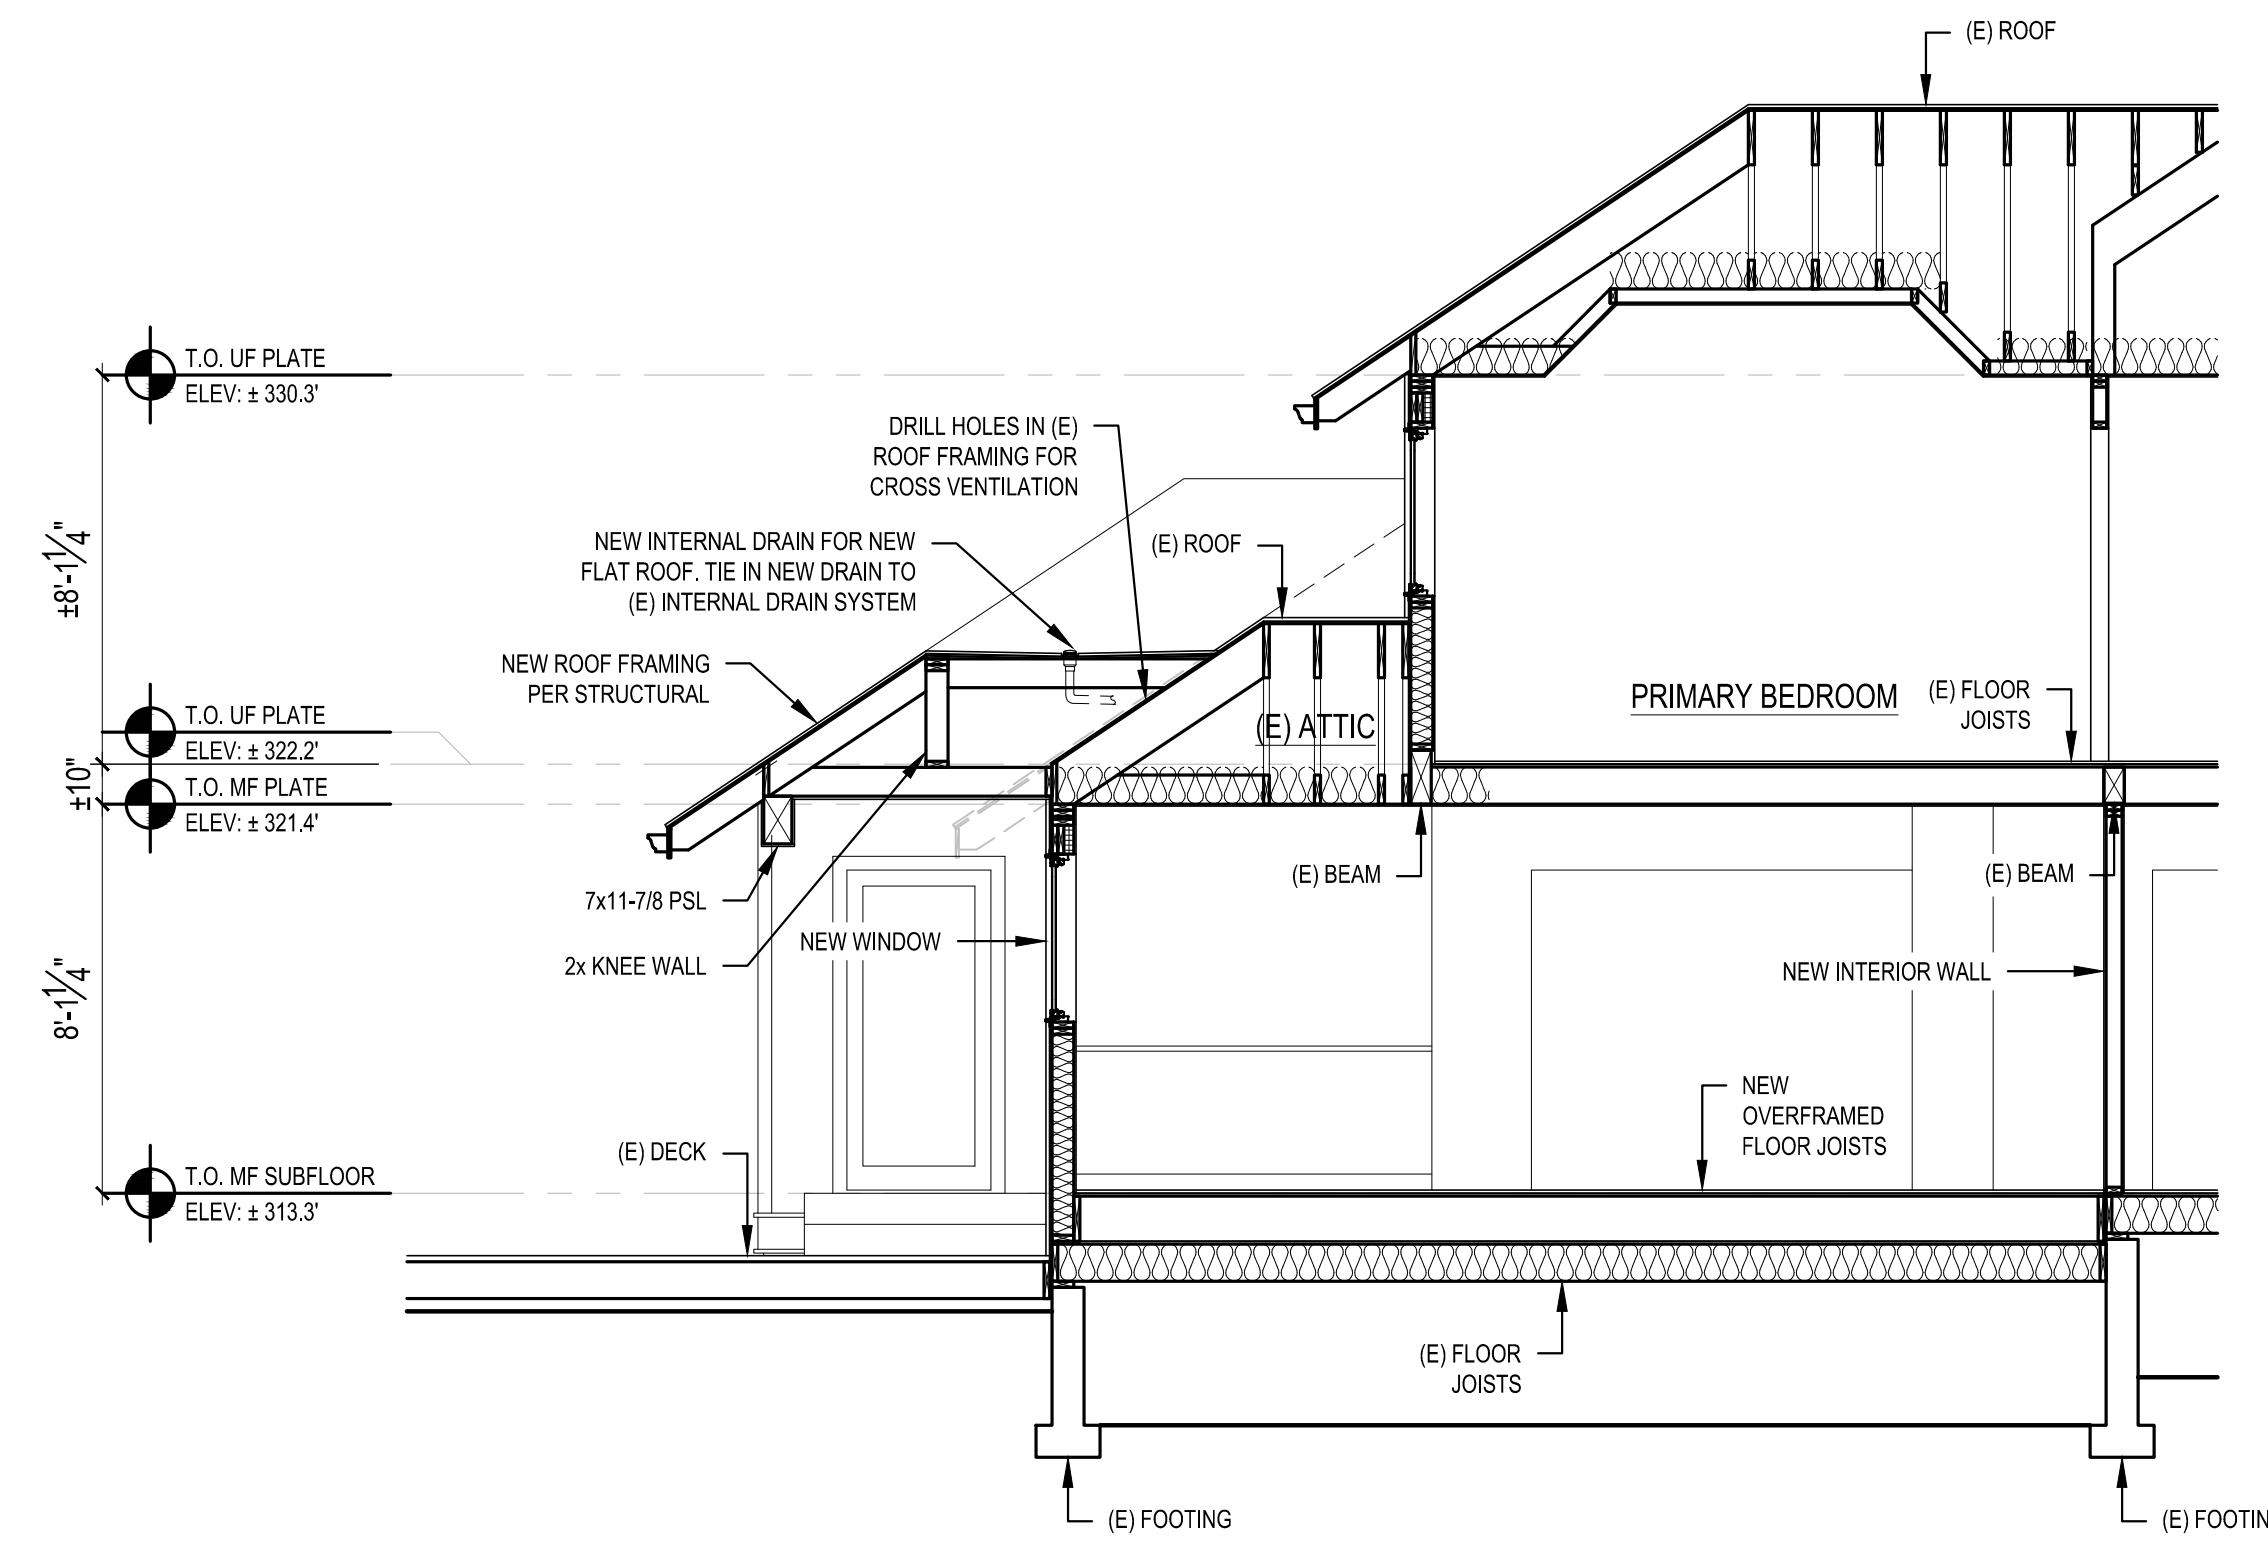 (E) ROOF
T.O. UF PLATE
ELEV: ± 330.3'
DRILL HOLES IN (E)
ROOF FRAMING FOR
CROSS VENTILATION
±8'-1 1/4"
NEW INTERNAL DRAIN FOR NEW
FLAT ROOF. TIE IN NEW DRAIN TO
(E) INTERNAL DRAIN SYSTEM
(E) ROOF
NEW ROOF FRAMING
PER STRUCTURAL
PRIMARY BEDROOM
(E) FLOOR
JOISTS
(E) ATTIC
T.O. UF PLATE
ELEV: ± 322.2'
±10"
T.O. MF PLATE
ELEV: ± 321.4'
(E) BEAM
(E) BEAM
7x11-7/8 PSL
NEW WINDOW
2x KNEE WALL
NEW INTERIOR WALL
8'-1 1/4"
NEW
OVERFRAMED
FLOOR JOISTS
(E) DECK
T.O. MF SUBFLOOR
ELEV: ± 313.3'
(E) FLOOR
JOISTS
(E) FOOTING
(E) FOOTIN